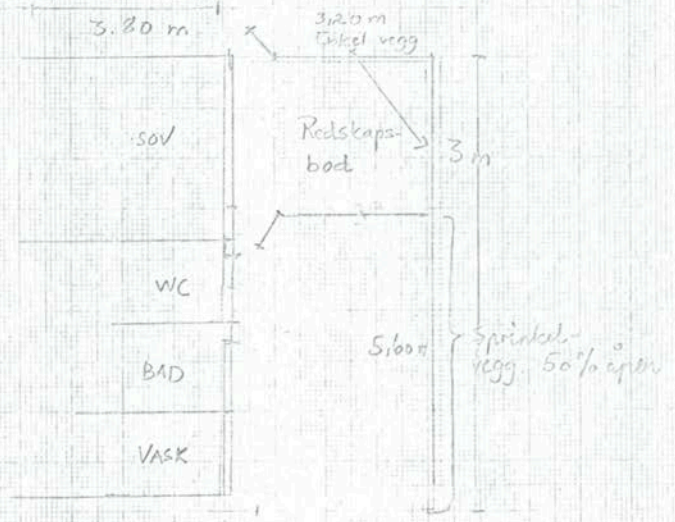 3.80 m
3,20 m
Enkel vegg
SOV
Redskaps-
bod
3 m
WC
5,60 m
Sprinkel-
vegg. 50% åpen
BAD
VASK